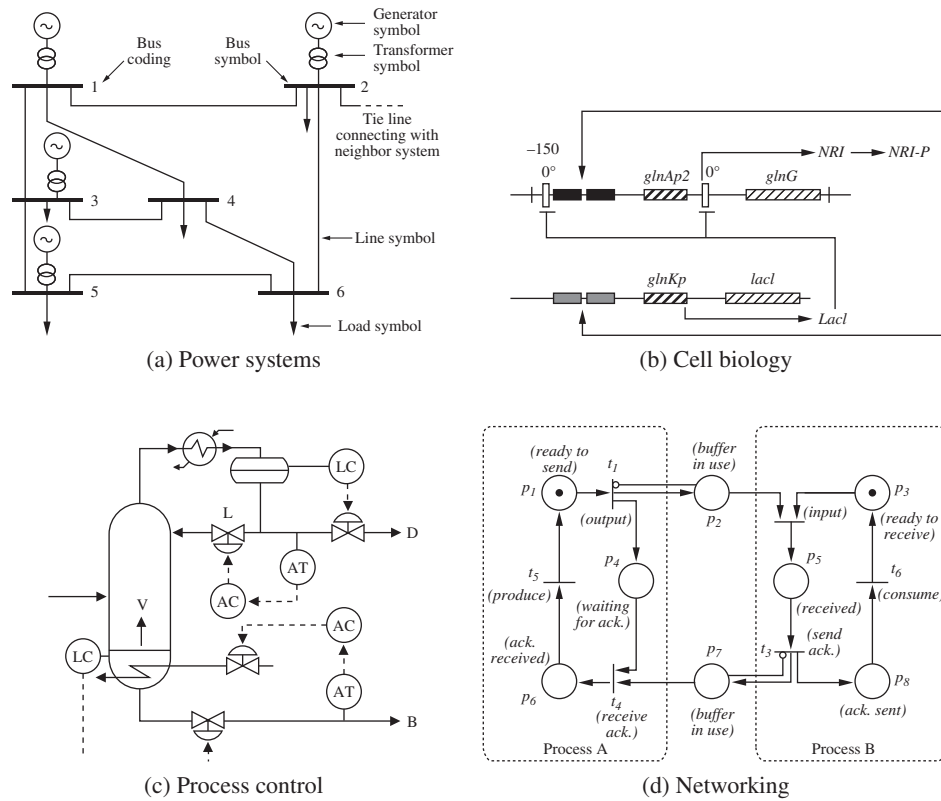 Generator
symbol
Bus
coding
Bus
symbol
Transformer
symbol
1
2
Tie line
connecting with
neighbor system
3
4
Line symbol
5
6
Load symbol
(a) Power systems
–150
0°
0°
NRI
NRI-P
glnAp2
glnG
glnKp
lacl
Lacl
(b) Cell biology
LC
L
D
AT
V
AC
AC
LC
AT
B
(c) Process control
(ready to
send)
t1
(buffer
in use)
p1
p3
(output)
p2
(input)
(ready to
receive)
p4
p5
t5
t6
(produce)
(consume)
(waiting
for ack.)
(received)
(ack.
received)
(send
ack.)
p7
t3
p6
p8
t4
(receive
ack.)
(buffer
in use)
(ack. sent)
Process A
Process B
(d) Networking